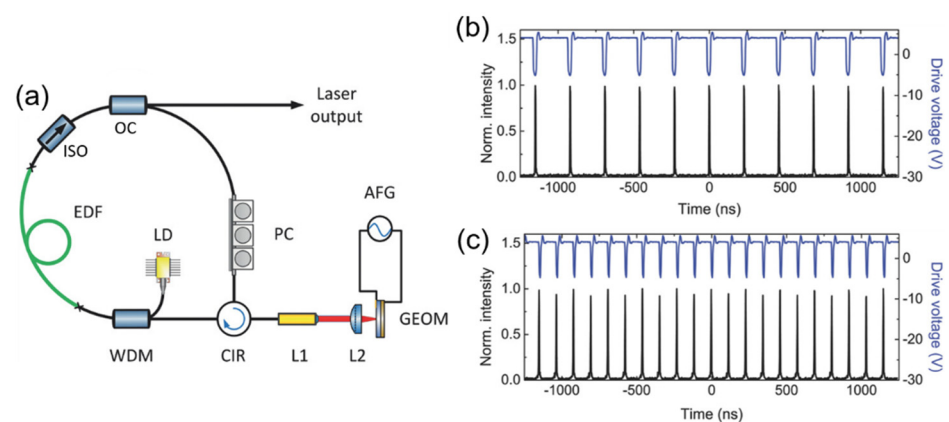 (a)
OC
Laser
output
ISO
EDF
LD
PC
AFG
GEOM
WDM
CIR
L1
L2
(b)
Norm. intensity
1.5
1.0
0.5
0.0
0
-10
-20
-30
Drive voltage (V)
-1000 -500 0 500 1000
Time (ns)
(c)
Norm. intensity
1.5
1.0
0.5
0.0
0
-10
-20
-30
Drive voltage (V)
-1000 -500 0 500 1000
Time (ns)